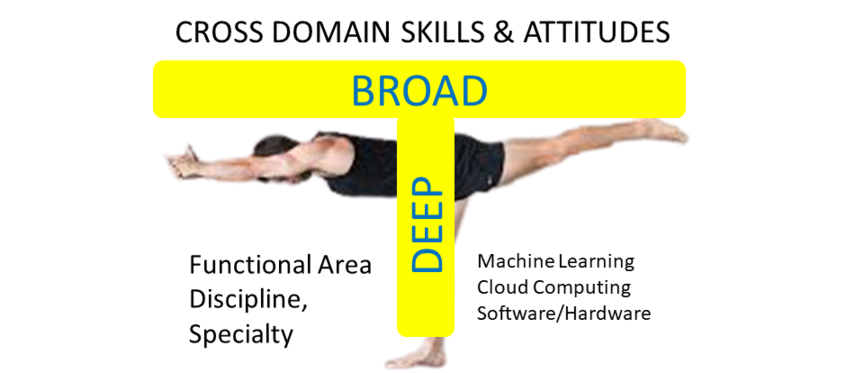 CROSS DOMAIN SKILLS & ATTITUDES
BROAD
DEEP
Functional Area
Discipline,
Specialty
Machine Learning
Cloud Computing
Software/Hardware